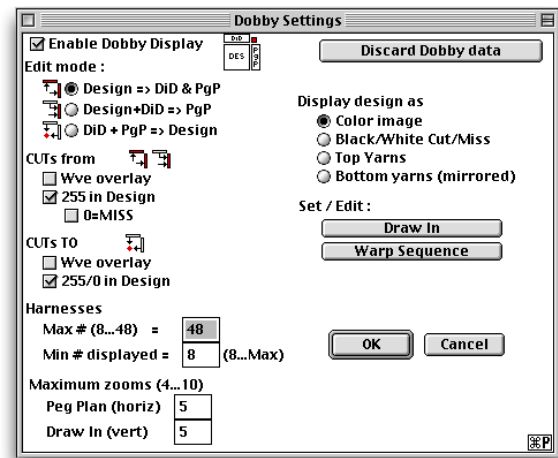 Dobby Settings
Enable Dobby Display
DiD
DES
PgP
Discard Dobby data
Edit mode :
Design => DiD & PgP
Design+DiD => PgP
DiD + PgP => Design
Display design as
Color image
Black/White Cut/Miss
Top Yarns
Bottom yarns (mirrored)
CUTs from
Wve overlay
255 in Design
0=MISS
Set / Edit :
Draw In
Warp Sequence
CUTs TO
Wve overlay
255/0 in Design
Harnesses
Max # (8...48) = 48
Min # displayed = 8 (8...Max)
OK
Cancel
Maximum zooms (4...10)
Peg Plan (horiz) 5
Draw In (vert) 5
⌘P